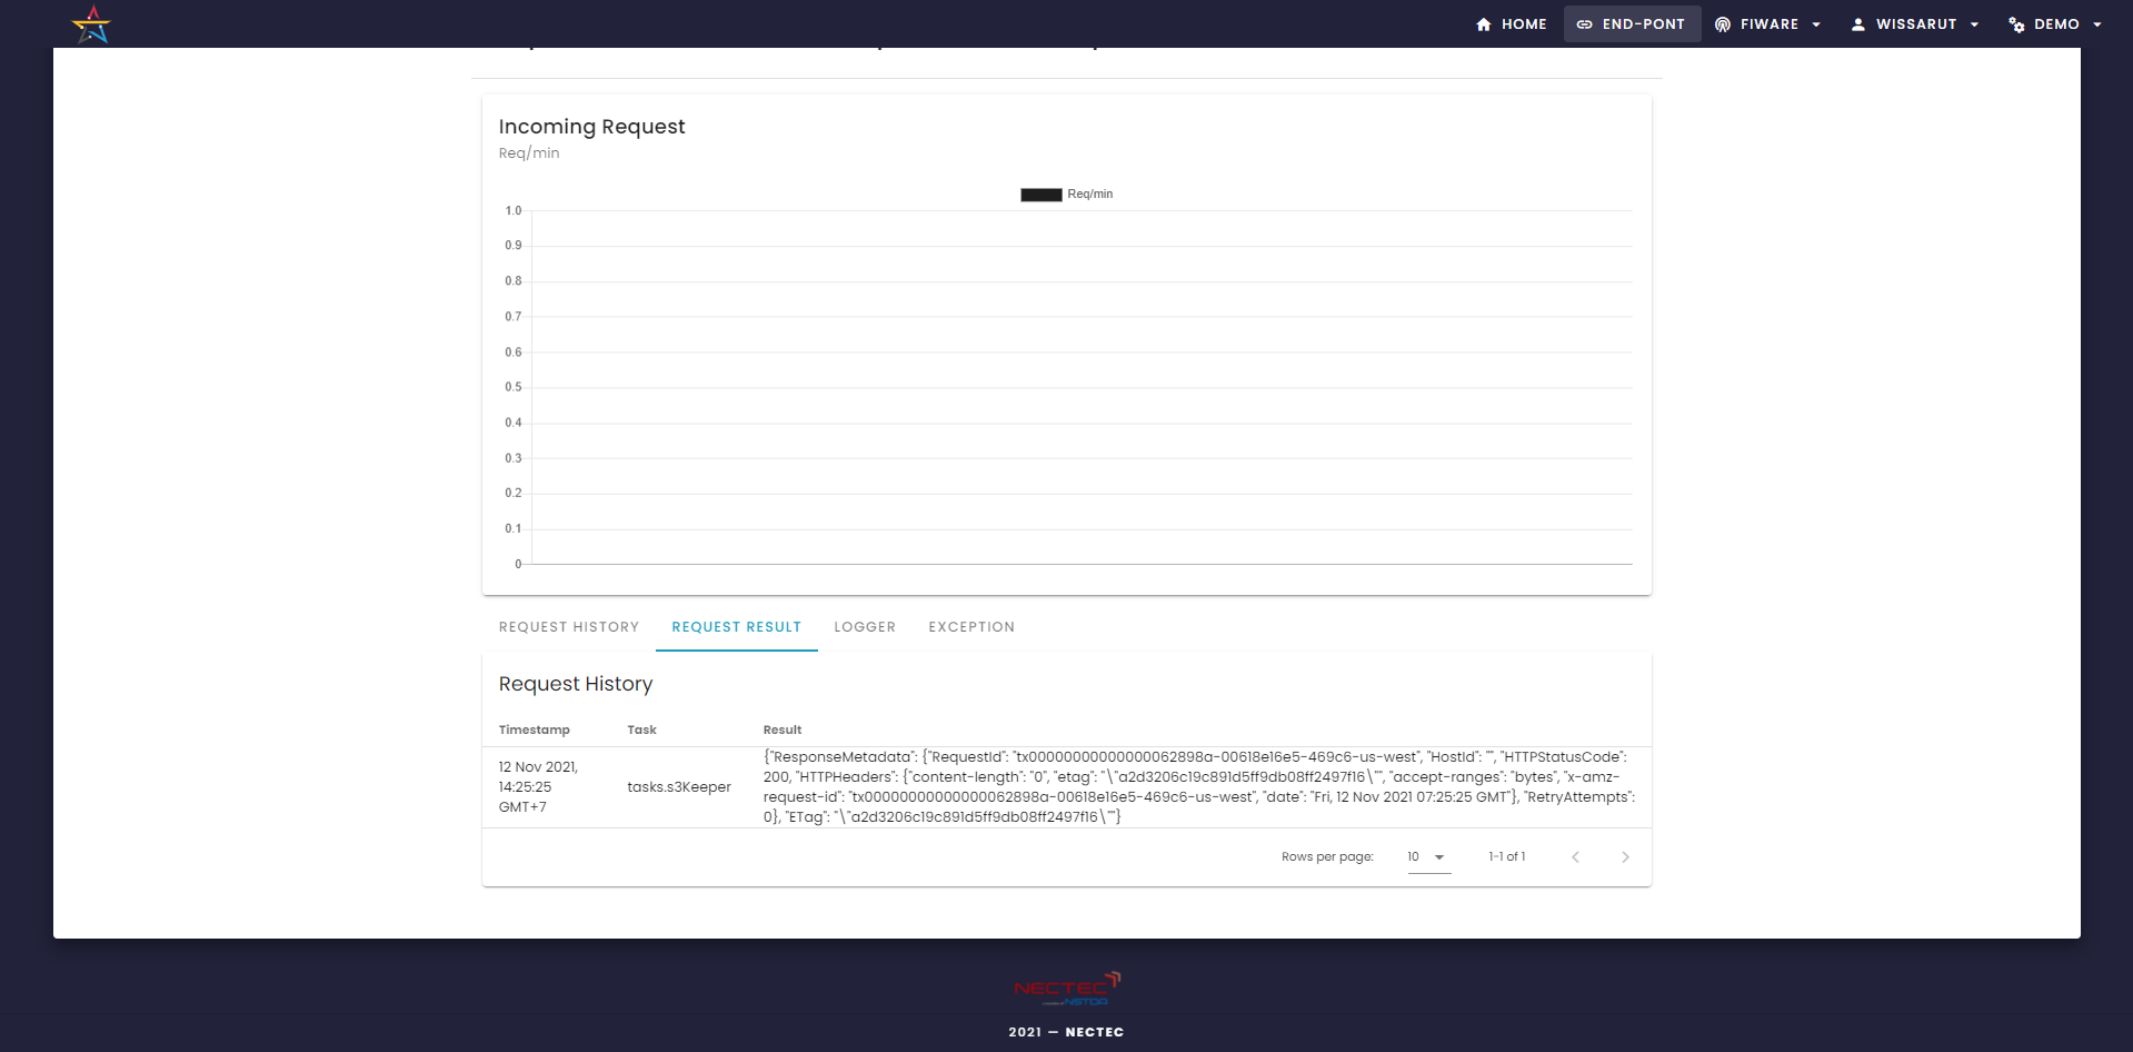 HOME
END-PONT
FIWARE
WISSARUT
DEMO
Incoming Request
Req/min
Req/min
1.0
0.9
0.8
0.7
0.6
0.5
0.4
0.3
0.2
0.1
0
REQUEST HISTORY
REQUEST RESULT
LOGGER
EXCEPTION
Request History
Timestamp
Task
Result
12 Nov 2021,
14:25:25
GMT+7
tasks.s3Keeper
{"ResponseMetadata": {"RequestId": "tx00000000000000062898a-00618e16e5-469c6-us-west", "HostId": "", "HTTPStatusCode":
200, "HTTPHeaders": {"content-length": "0", "etag": "\"a2d3206c19c891d5ff9db08ff2497f16\"", "accept-ranges": "bytes", "x-amz-
request-id": "tx00000000000000062898a-00618e16e5-469c6-us-west", "date": "Fri, 12 Nov 2021 07:25:25 GMT"}, "RetryAttempts":
0}, "ETag": "\"a2d3206c19c891d5ff9db08ff2497f16\""}
Rows per page:
10
1-1 of 1
NECTEC
NSTDA
2021 — NECTEC